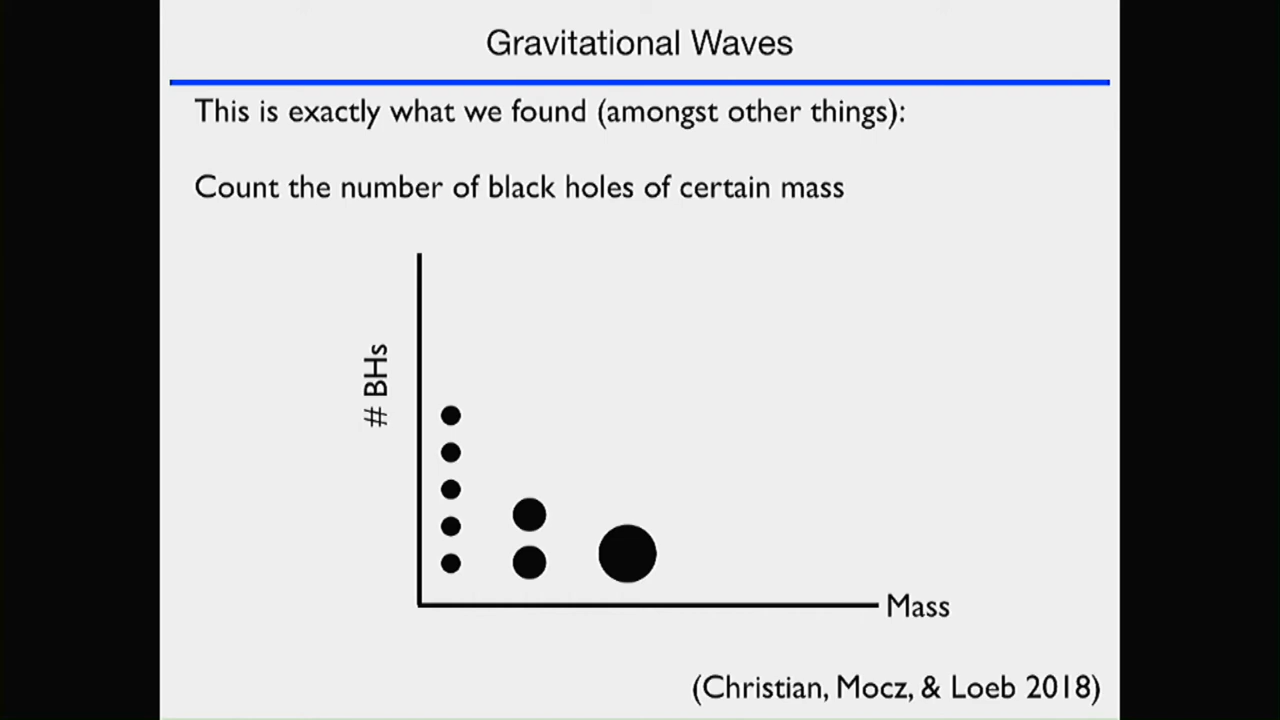 Gravitational Waves
This is exactly what we found (amongst other things):
Count the number of black holes of certain mass
# BHs
Mass
(Christian, Mocz, & Loeb 2018)